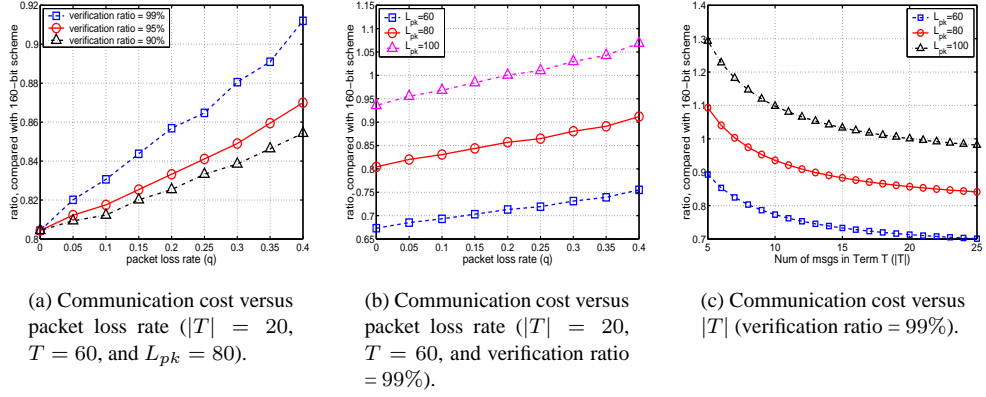 ratio, compared with 160-bit scheme
0.92
0.9
0.88
0.86
0.84
0.82
0.8
verification ratio = 99%
verification ratio = 95%
verification ratio = 90%
0 0.05 0.1 0.15 0.2 0.25 0.3 0.35 0.4
packet loss rate (q)
ratio, compared with 160-bit scheme
1.15
1.1
1.05
1
0.95
0.9
0.85
0.8
0.75
0.7
0.65
L_pk=60
L_pk=80
L_pk=100
0 0.05 0.1 0.15 0.2 0.25 0.3 0.35 0.4
packet loss rate (q)
ratio, compared with 160-bit scheme
1.4
1.3
1.2
1.1
1
0.9
0.8
0.7
L_pk=60
L_pk=80
L_pk=100
5 10 15 20 25
Num of msgs in Term T (|T|)
(a) Communication cost versus
packet loss rate (|T| = 20,
T = 60, and L_pk = 80).
(b) Communication cost versus
packet loss rate (|T| = 20,
T = 60, and verification ratio
= 99%).
(c) Communication cost versus
|T| (verification ratio = 99%).